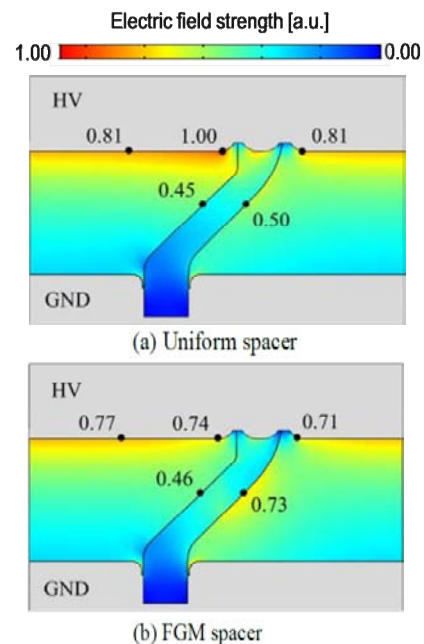 Electric field strength [a.u.]
1.00 0.00
HV
0.81 1.00 0.81
0.45 0.50
GND
(a) Uniform spacer
HV
0.77 0.74 0.71
0.46 0.73
GND
(b) FGM spacer